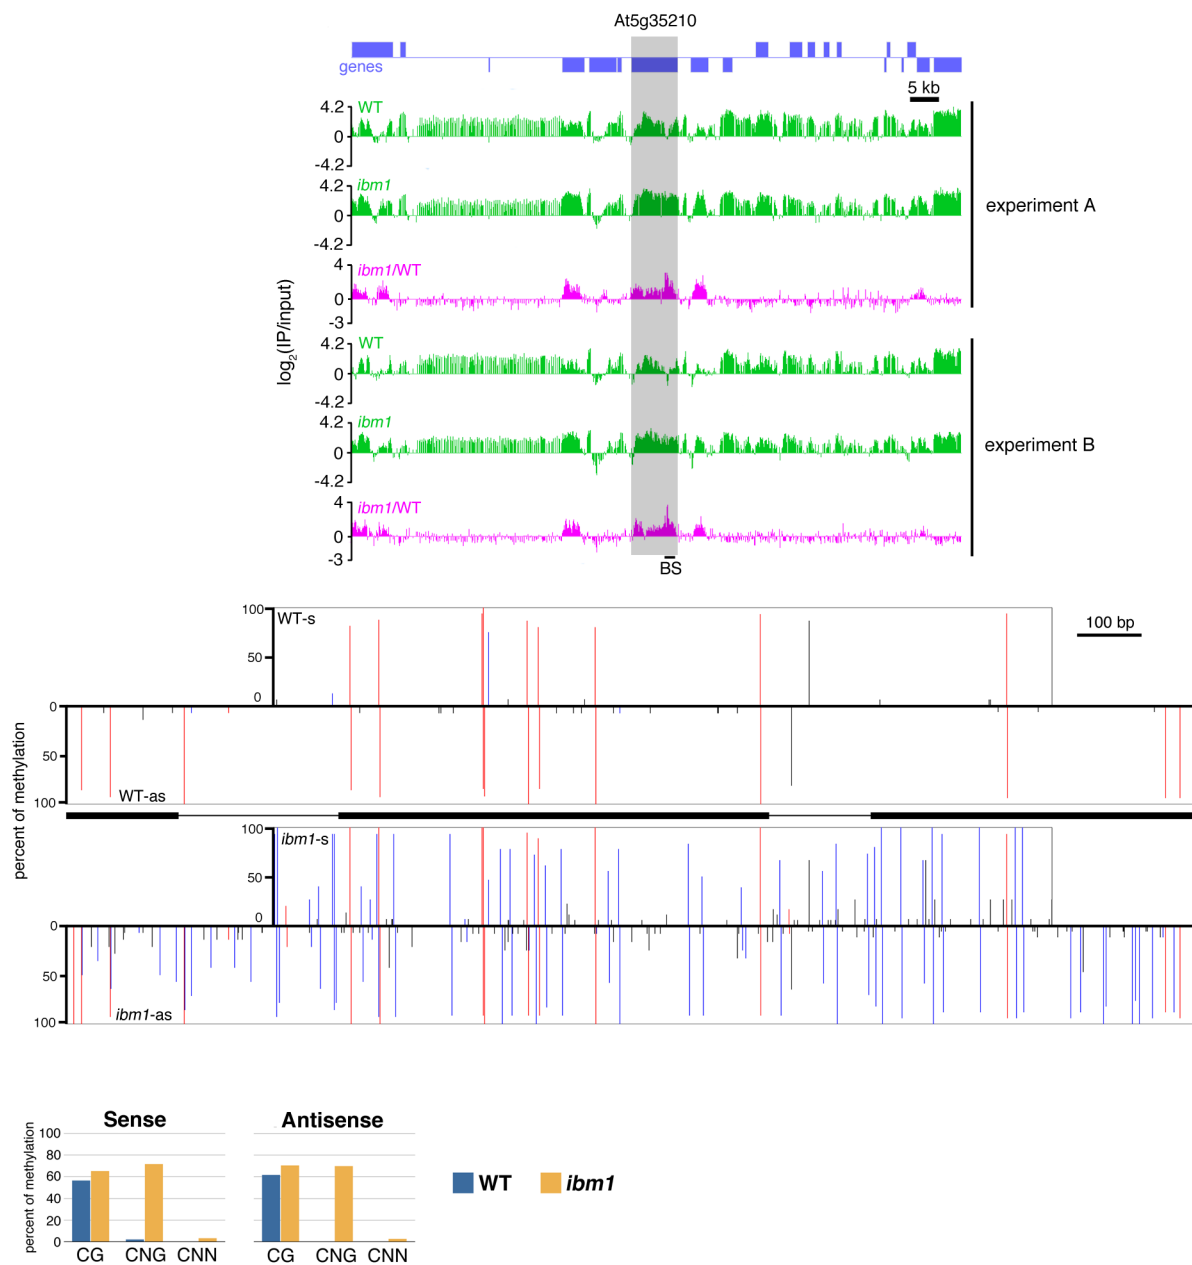 At5g35210
genes
5 kb
WT
4.2
0
-4.2
ibm1
4.2
0
-4.2
experiment A
ibm1/WT
4
0
-3
log2(IP/input)
WT
4.2
0
-4.2
ibm1
4.2
0
-4.2
experiment B
ibm1/WT
4
0
-3
BS
100
WT-s
100 bp
50
0
0
50
WT-as
100
percent of methylation
100
ibm1-s
50
0
0
50
ibm1-as
100
Sense
Antisense
percent of methylation
100
80
60
40
20
0
CG CNG CNN
CG CNG CNN
WT ibm1